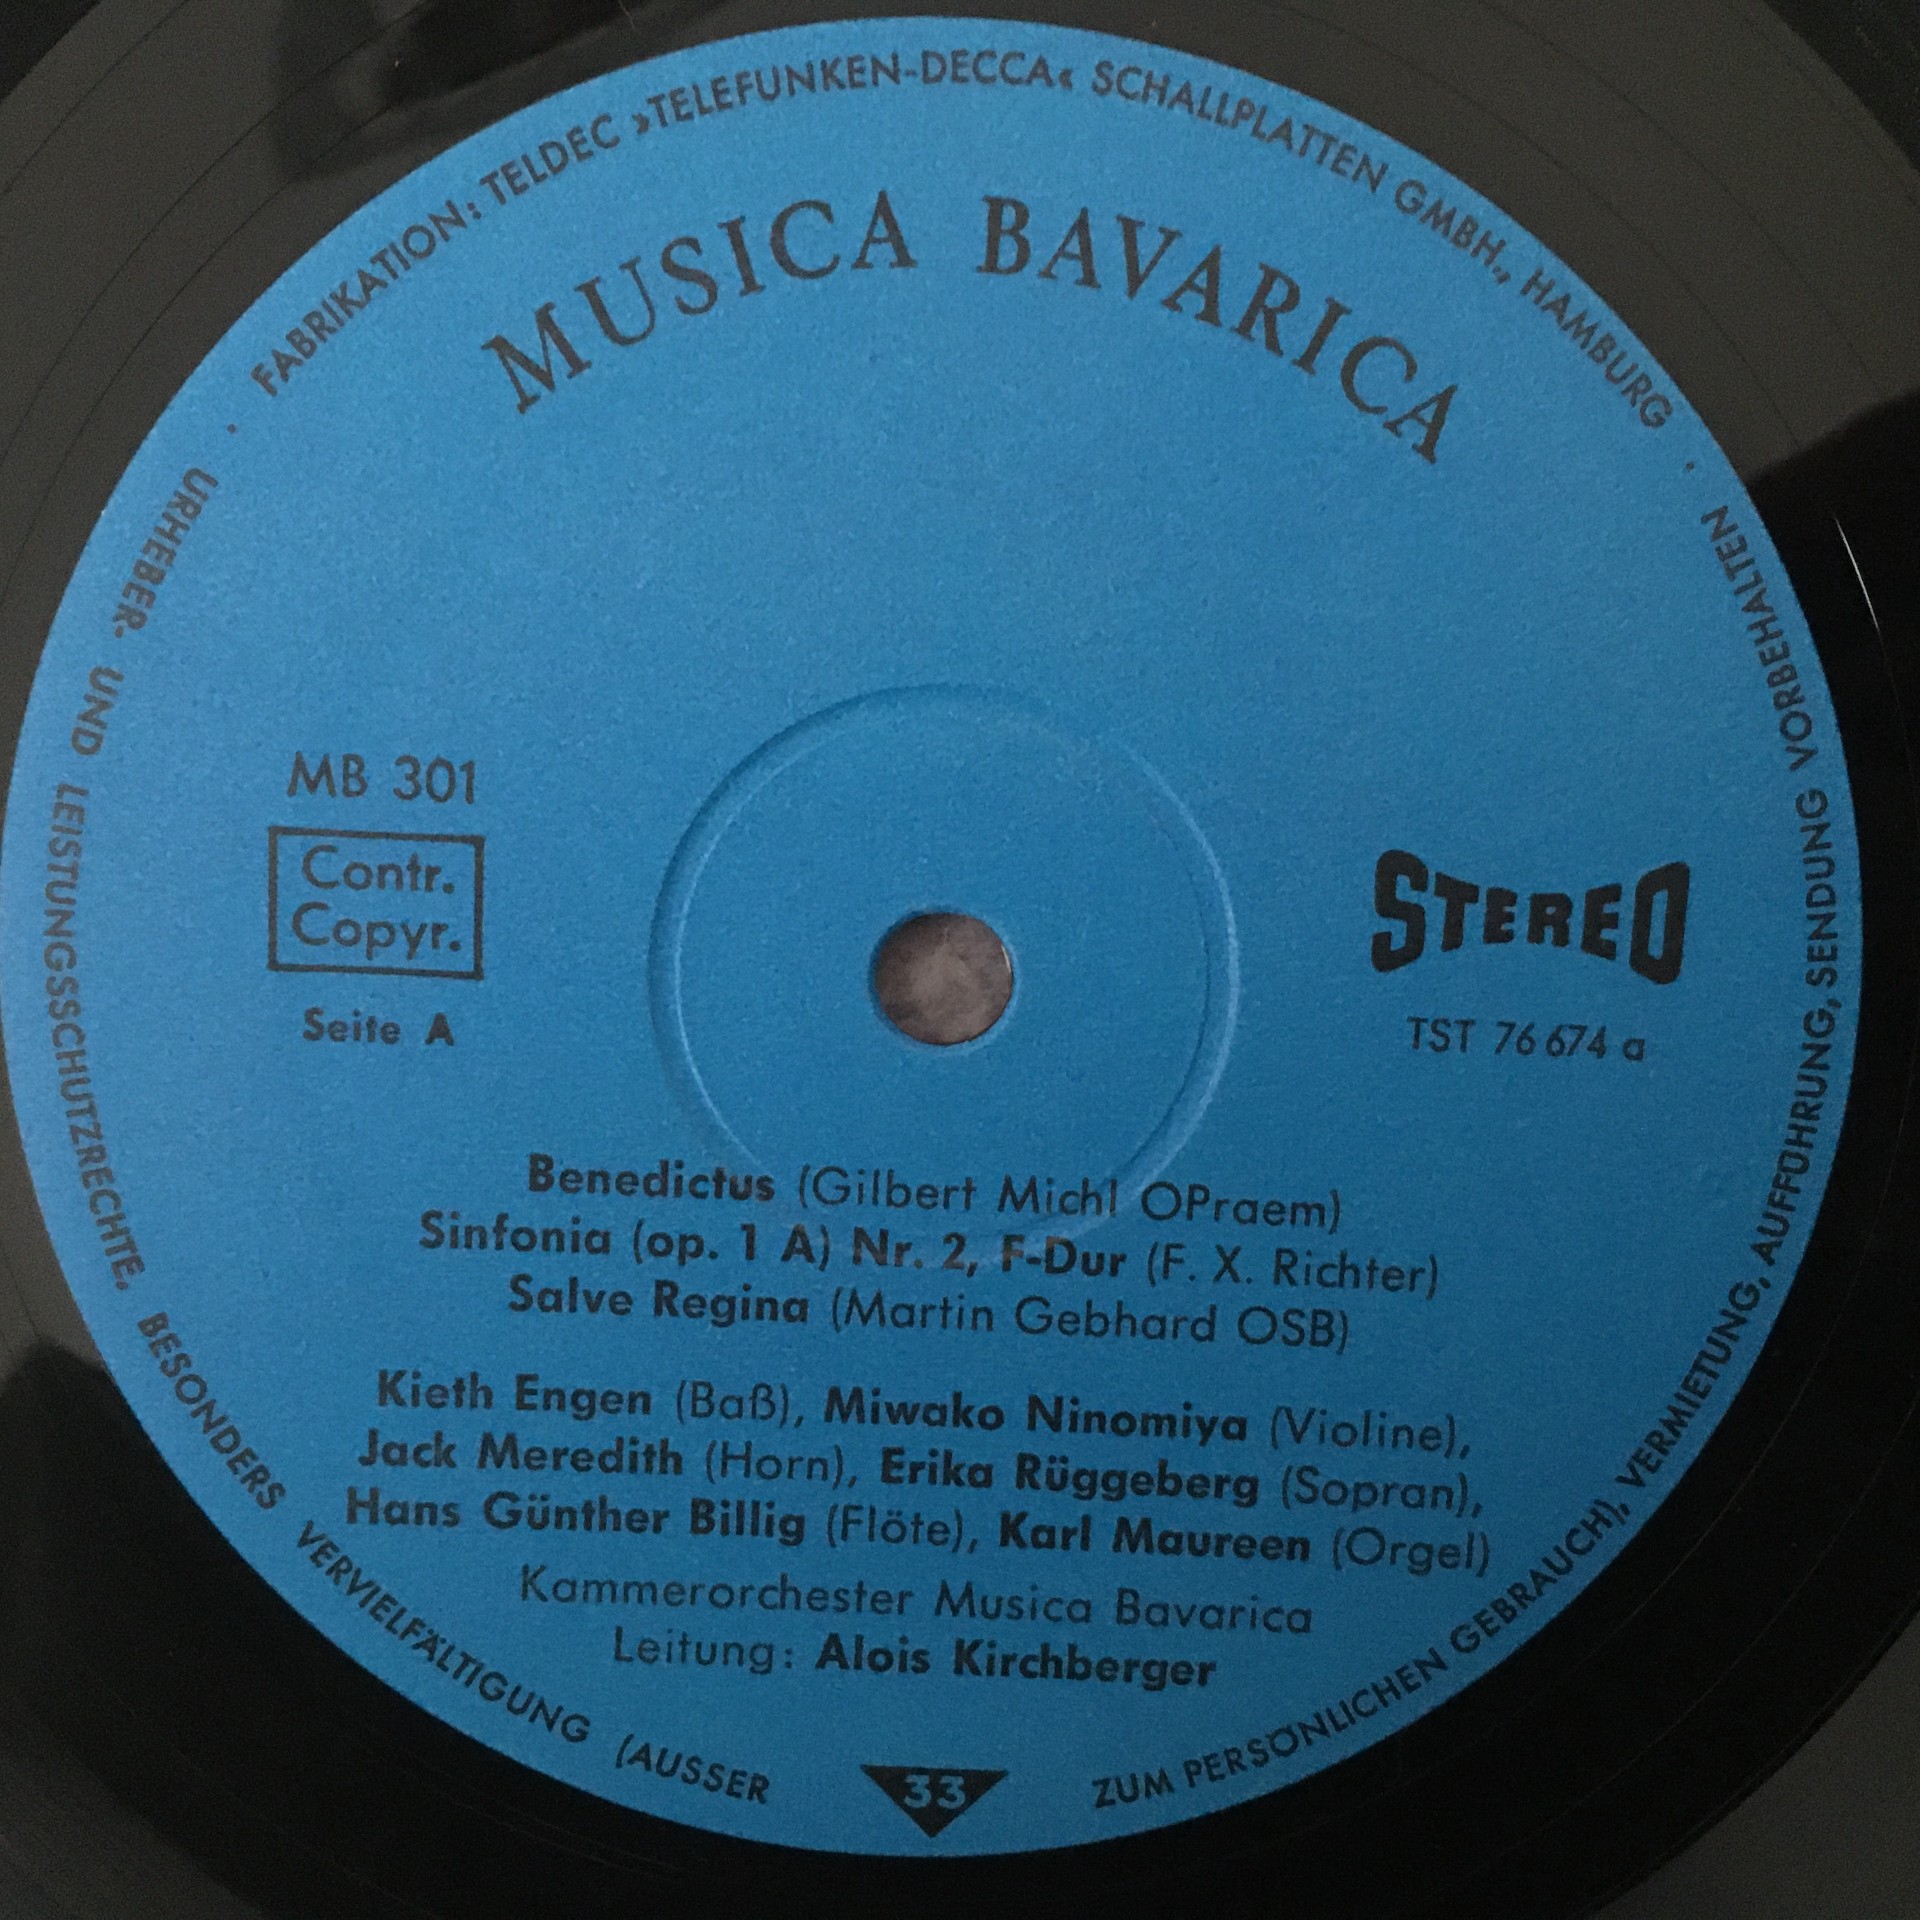 FABRIKATION: TELDEC »TELEFUNKEN-DECCA« SCHALLPLATTEN GMBH., HAMBURG ·
URHEBER- UND LEISTUNGSSCHUTZRECHTE, BESONDERS VERVIELFÄLTIGUNG (AUSSER
ZUM PERSÖNLICHEN GEBRAUCH), VERMIETUNG, AUFFÜHRUNG, SENDUNG VORBEHALTEN ·
MUSICA BAVARICA
MB 301
Contr.
Copyr.
Seite A
STEREO
TST 76 674 a
Benedictus (Gilbert Michl OPraem)
Sinfonia (op. 1 A) Nr. 2, F-Dur (F. X. Richter)
Salve Regina (Martin Gebhard OSB)
Kieth Engen (Baß), Miwako Ninomiya (Violine),
Jack Meredith (Horn), Erika Rüggeberg (Sopran),
Hans Günther Billig (Flöte), Karl Maureen (Orgel)
Kammerorchester Musica Bavarica
Leitung: Alois Kirchberger
33